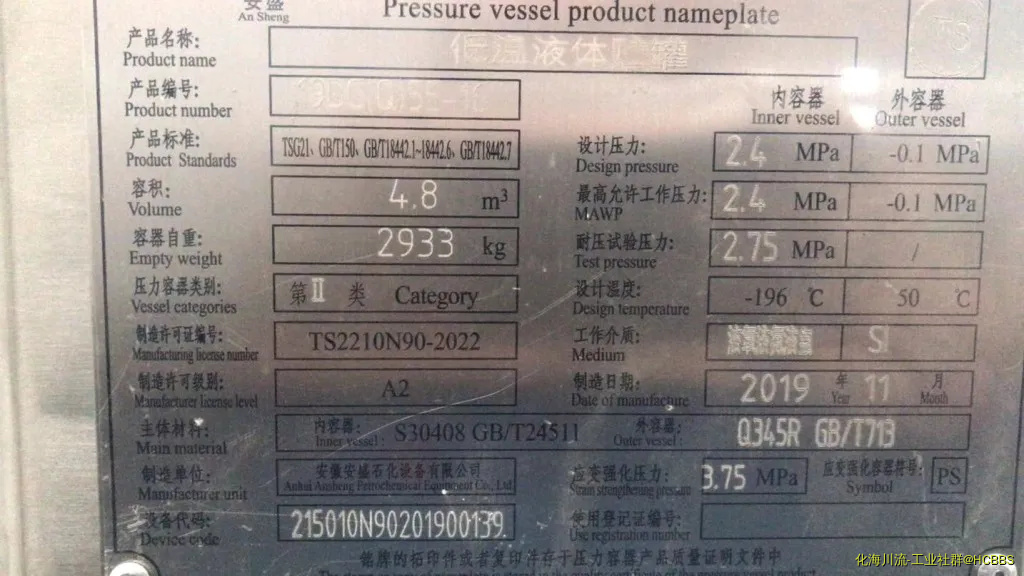 安盛
An Sheng
Pressure vessel product nameplate
TS
产品名称:
Product name
低温液体贮罐
产品编号:
Product number
产品标准:
Product Standards
TSG21、GB/T150、GB/T18442.1~18442.6、GB/T18442.7
容积:
Volume
4.8 m³
容器自重:
Empty weight
2933 kg
压力容器类别:
Vessel categories
第 II 类 Category
制造许可证编号:
Manufacturing license number
TS2210N90-2022
制造许可级别:
Manufacturer license level
A2
内容器
Inner vessel
外容器
Outer vessel
设计压力:
Design pressure
2.4 MPa -0.1 MPa
最高允许工作压力:
MAWP
2.4 MPa -0.1 MPa
耐压试验压力:
Test pressure
2.75 MPa /
设计温度:
Design temperature
-196 ℃ 50 ℃
工作介质:
Medium
制造日期:
Date of manufacture
2019 年 11 月
Year Month
主体材料:
Main material
内容器:
Inner vessel: S30408 GB/T24511
外容器:
Outer vessel: Q345R GB/T713
制造单位:
Manufacturer unit
安徽安盛石化设备有限公司
Anhui Ansheng Petrochemical Equipment Co., Ltd
应变强化压力:
Strain strengthening pressure
3.75 MPa
应变强化容器符号:
Symbol
PS
设备代码:
Device code
215010N90201900139
使用登记证编号:
Use registration number
铭牌的拓印件或者复印件存于压力容器产品质量证明文件中
化海川流-工业社群@HCBBS